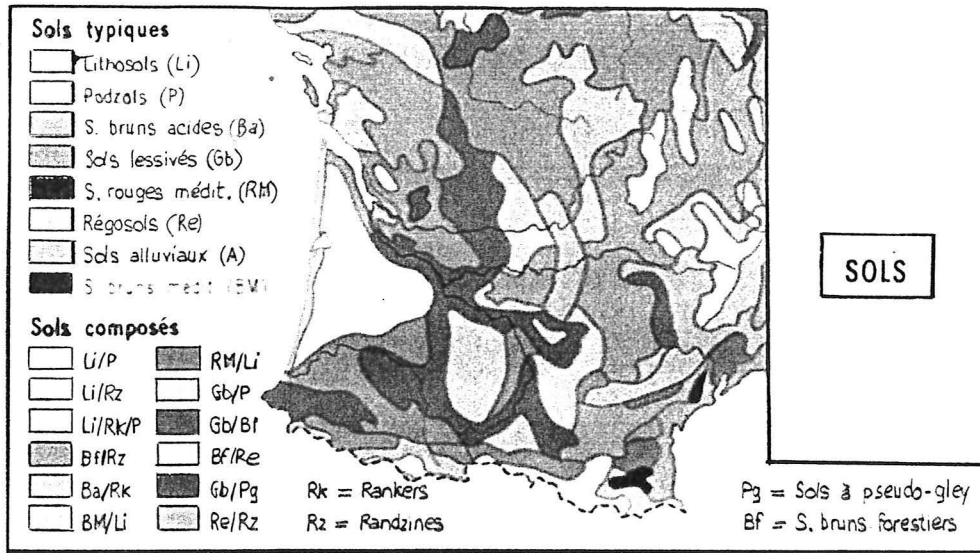 Sols typiques
Lithosols (Li)
Podzols (P)
S. bruns acides (Ba)
Sols lessivés (Gb)
S. rouges médit. (RM)
Régosols (Re)
Sols alluviaux (A)
S. bruns médit. (BM)
Sols composés
Li/P
Li/Rz
Li/Rk/P
Bf/Rz
Ba/Rk
BM/Li
RM/Li
Gb/P
Gb/Bf
Bf/Re
Gb/Pg
Re/Rz
Rk = Rankers
Rz = Randzines
SOLS
Pg = Sols à pseudo-gley
Bf = S. bruns forestiers